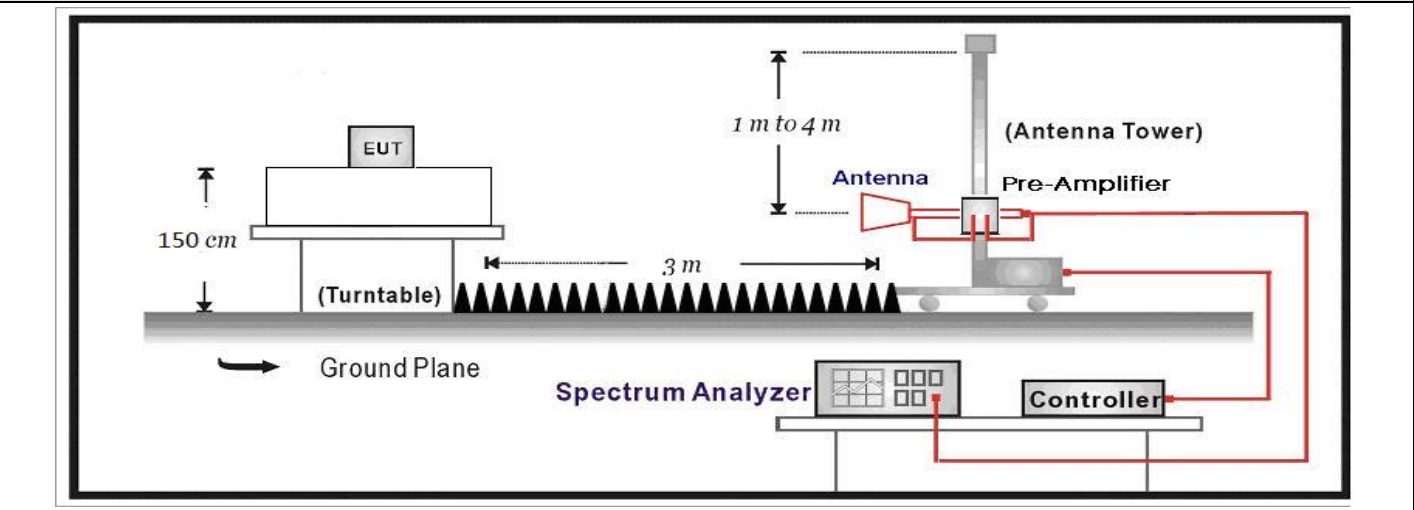 1 m to 4 m
(Antenna Tower)
EUT
Antenna
Pre-Amplifier
150 cm
3 m
(Turntable)
Ground Plane
Spectrum Analyzer
Controller